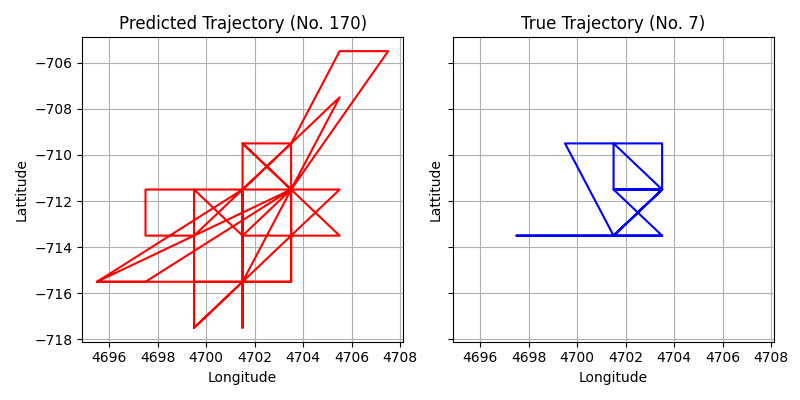 Predicted Trajectory (No. 170)
Lattitude
−706
−708
−710
−712
−714
−716
−718
4696 4698 4700 4702 4704 4706 4708
Longitude
True Trajectory (No. 7)
Lattitude
4696 4698 4700 4702 4704 4706 4708
Longitude